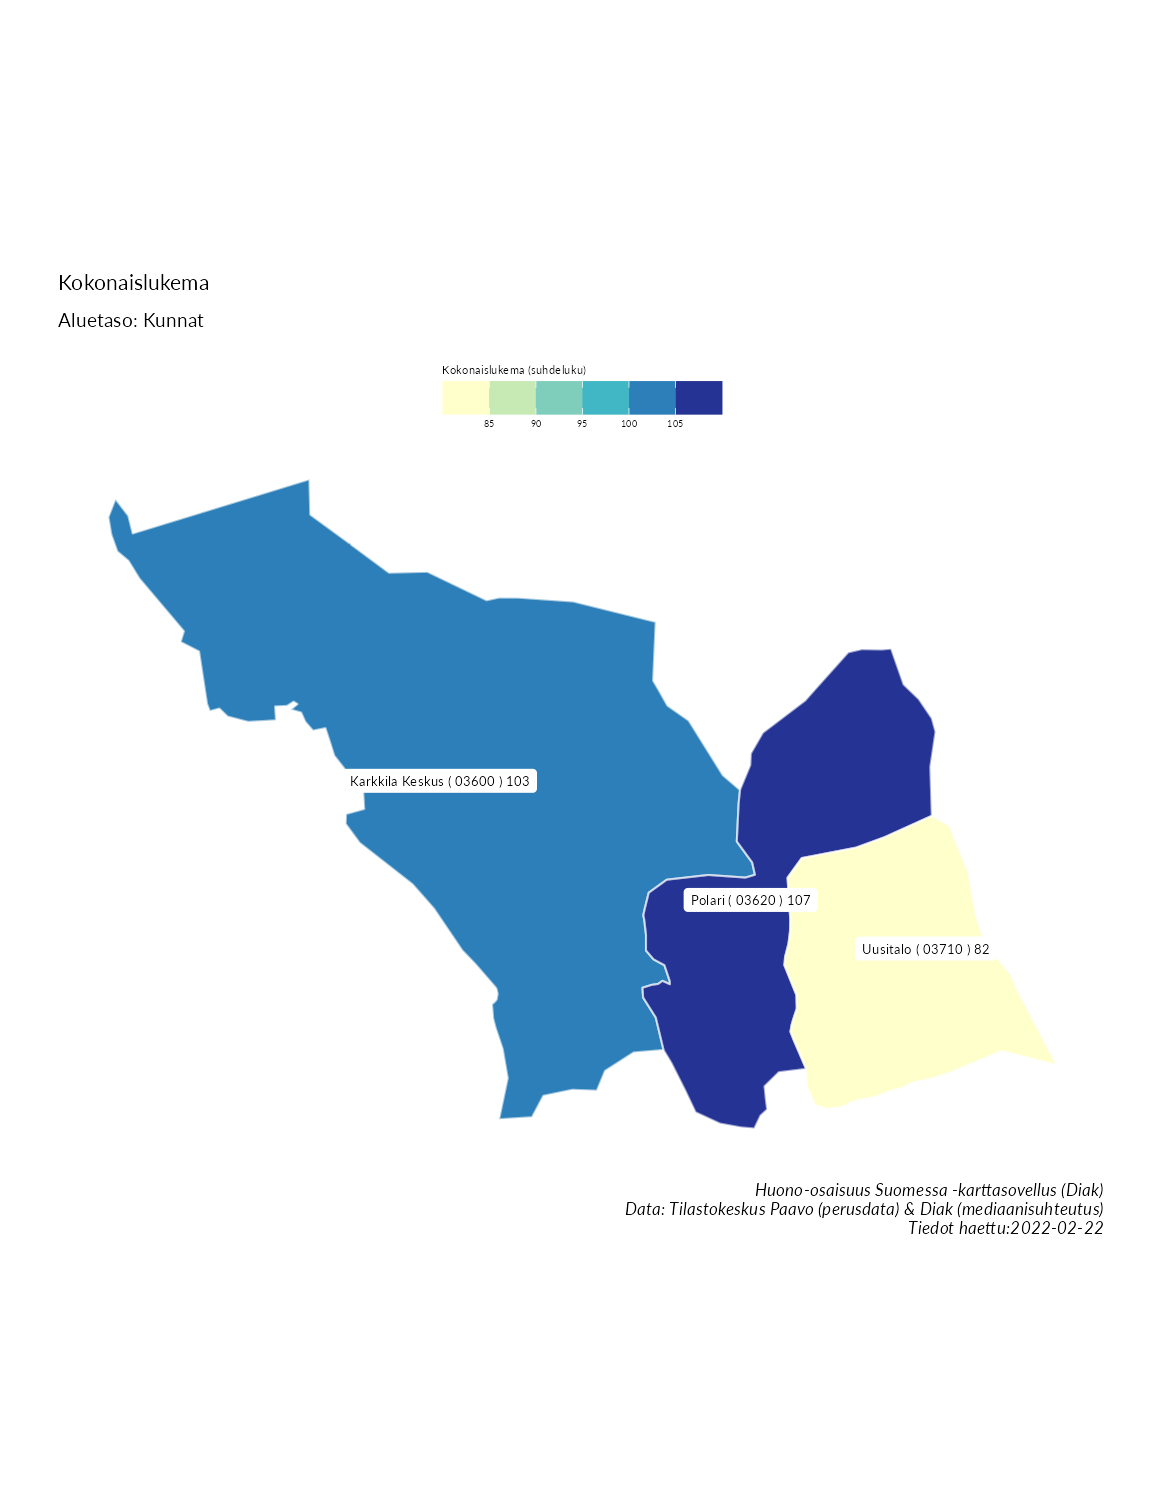 Kokonaislukema
Aluetaso: Kunnat
Kokonaislukema (suhdeluku)
85 90 95 100 105
Karkkila Keskus ( 03600 ) 103
Polari ( 03620 ) 107
Uusitalo ( 03710 ) 82
Huono-osaisuus Suomessa -karttasovellus (Diak)
Data: Tilastokeskus Paavo (perusdata) & Diak (mediaanisuhteutus)
Tiedot haettu:2022-02-22